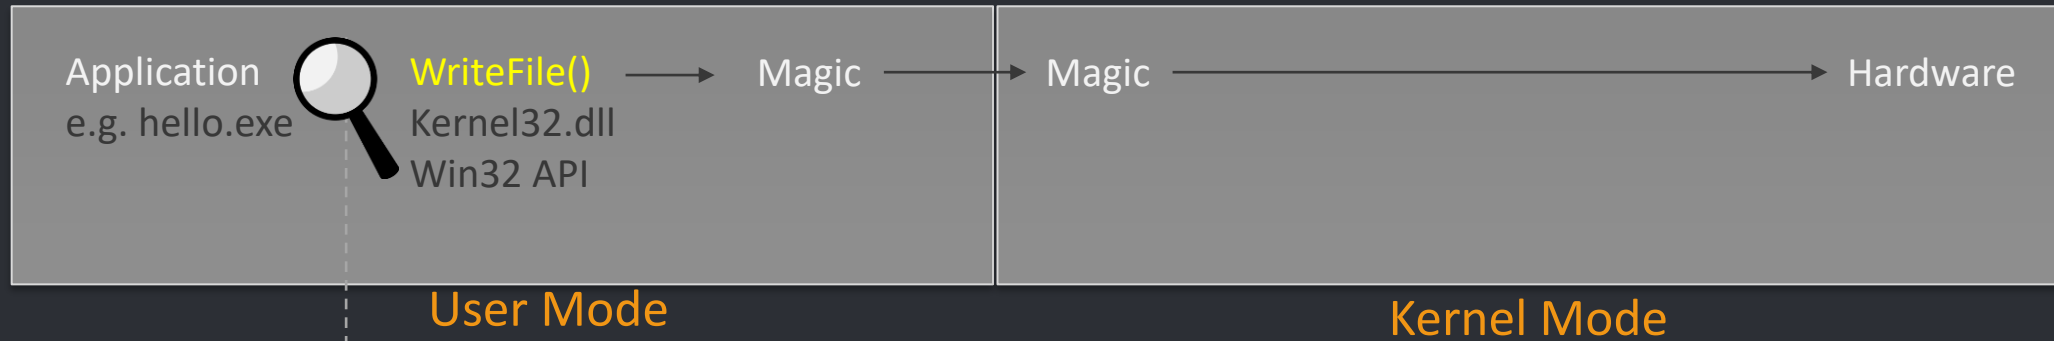 Application
e.g. hello.exe
WriteFile()
Kernel32.dll
Win32 API
Magic
Magic
Hardware
User Mode
Kernel Mode